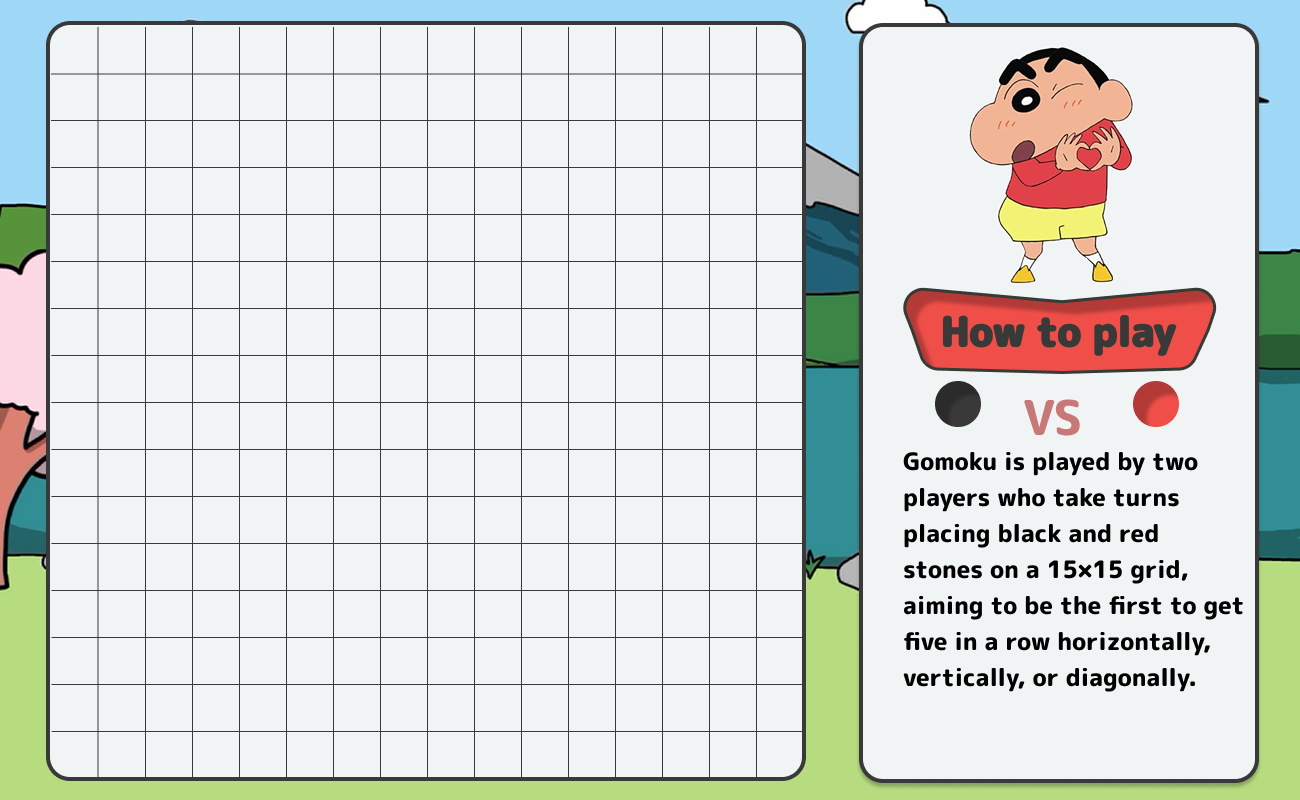 How to play
VS
Gomoku is played by two
players who take turns
placing black and red
stones on a 15×15 grid,
aiming to be the first to get
five in a row horizontally,
vertically, or diagonally.